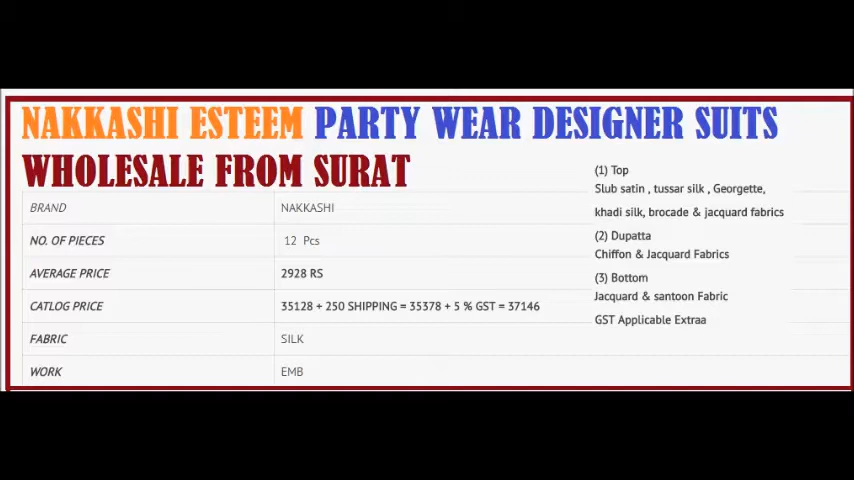 NAKKASHI ESTEEM PARTY WEAR DESIGNER SUITS
WHOLESALE FROM SURAT
BRAND NAKKASHI
NO. OF PIECES 12 Pcs
AVERAGE PRICE 2928 RS
CATLOG PRICE 35128 + 250 SHIPPING = 35378 + 5 % GST = 37146
FABRIC SILK
WORK EMB
(1) Top
Slub satin , tussar silk , Georgette,
khadi silk, brocade & jacquard fabrics
(2) Dupatta
Chiffon & Jacquard Fabrics
(3) Bottom
Jacquard & santoon Fabric
GST Applicable Extraa